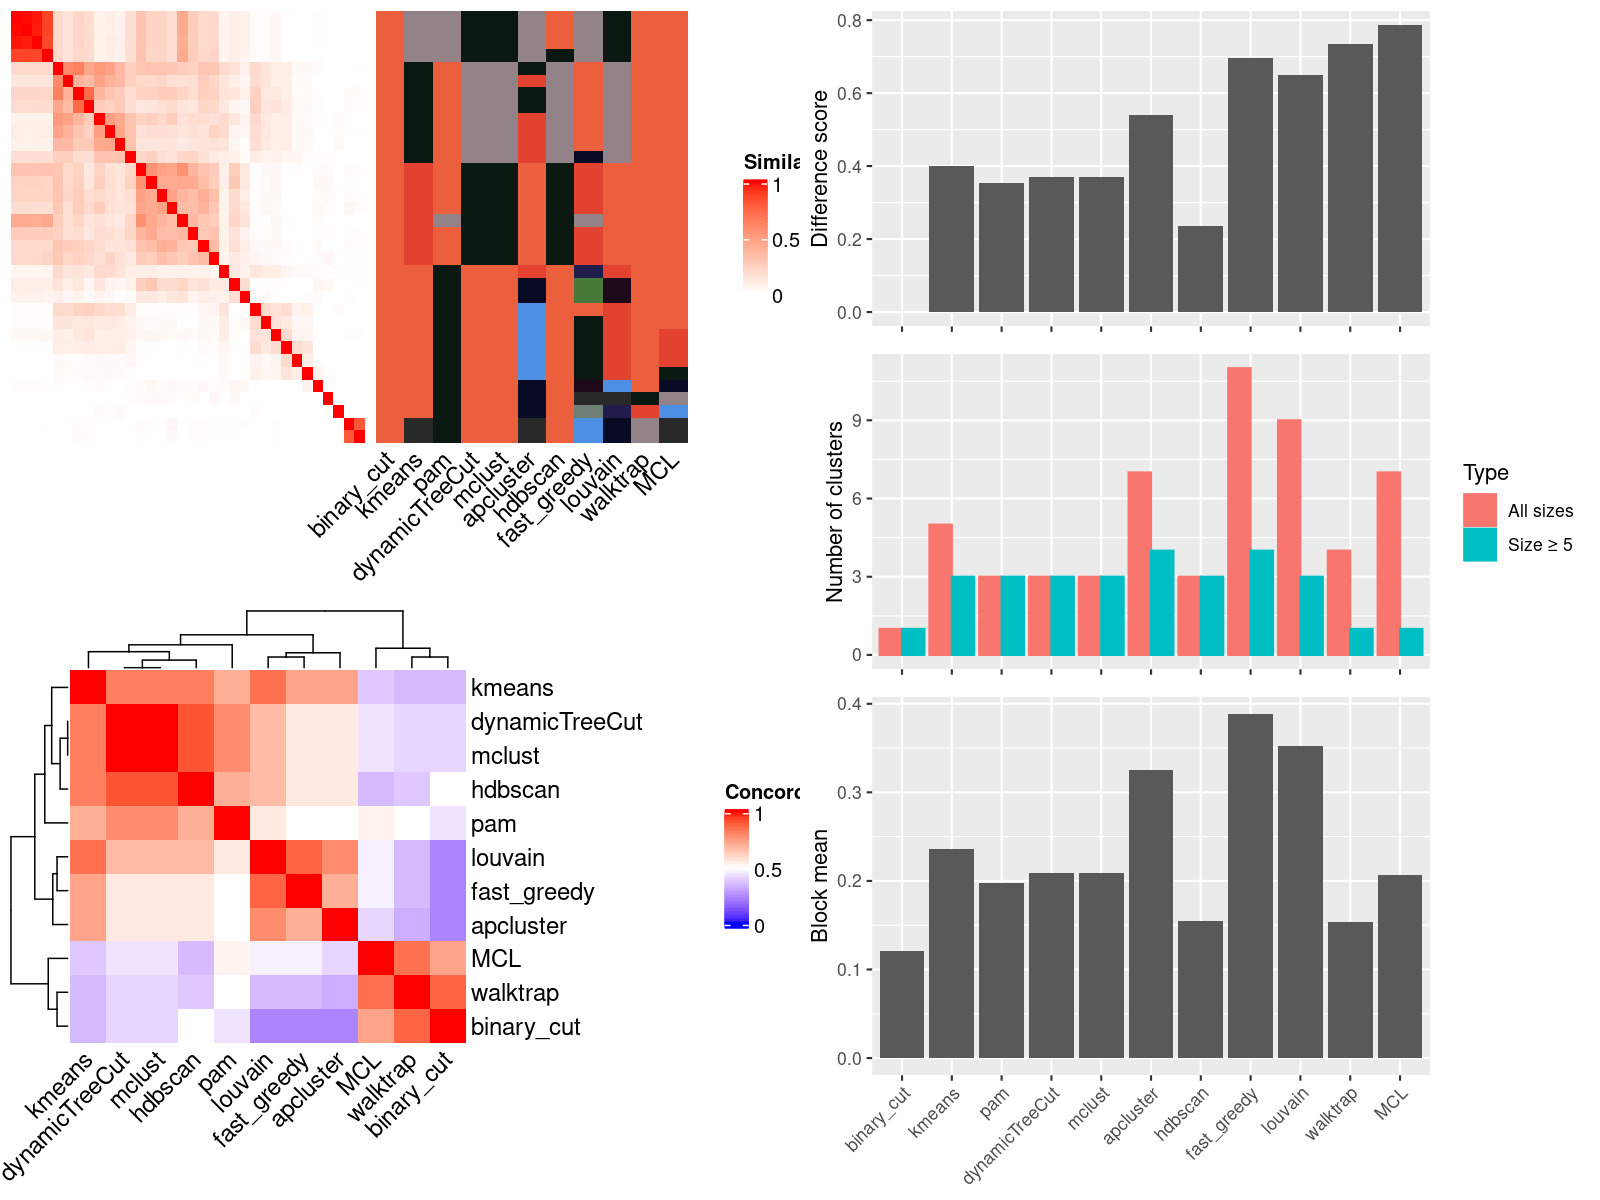 Simila
1
0.5
0
binary_cut
kmeans
pam
dynamicTreeCut
mclust
apcluster
hdbscan
fast_greedy
louvain
walktrap
MCL
Difference score
0.8
0.6
0.4
0.2
0.0
Number of clusters
9
6
3
0
Type
All sizes
Size ≥ 5
kmeans
dynamicTreeCut
mclust
hdbscan
pam
louvain
fast_greedy
apcluster
MCL
walktrap
binary_cut
Concord
1
0.5
0
kmeans
dynamicTreeCut
mclust
hdbscan
pam
louvain
fast_greedy
apcluster
MCL
walktrap
binary_cut
Block mean
0.4
0.3
0.2
0.1
0.0
binary_cut
kmeans
pam
dynamicTreeCut
mclust
apcluster
hdbscan
fast_greedy
louvain
walktrap
MCL